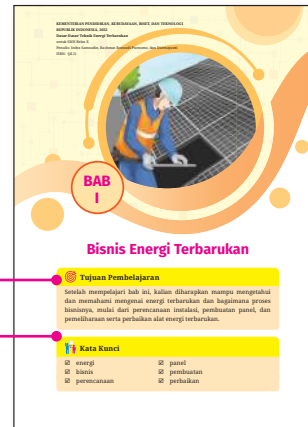 KEMENTERIAN PENDIDIKAN, KEBUDAYAAN, RISET, DAN TEKNOLOGI
REPUBLIK INDONESIA, 2022
Dasar-Dasar Teknik Energi Terbarukan
untuk SMK Kelas X
BAB
I
Bisnis Energi Terbarukan
Tujuan Pembelajaran
Setelah mempelajari bab ini, kalian diharapkan mampu mengetahui
dan memahami mengenai energi terbarukan dan bagaimana proses
bisnisnya, mulai dari perencanaan instalasi, pembuatan panel, dan
pemeliharaan serta perbaikan alat energi terbarukan.
Kata Kunci
☑ energi ☑ panel
☑ bisnis ☑ pembuatan
☑ perencanaan ☑ perbaikan